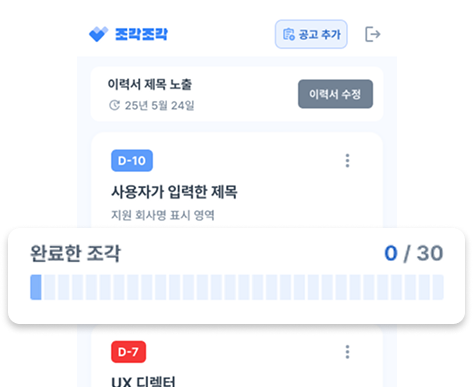 조각조각
공고 추가
이력서 제목 노출
25년 5월 24일
이력서 수정
D-10
사용자가 입력한 제목
지원 회사명 표시 영역
완료한 조각
0 / 30
D-7
UX 디렉터